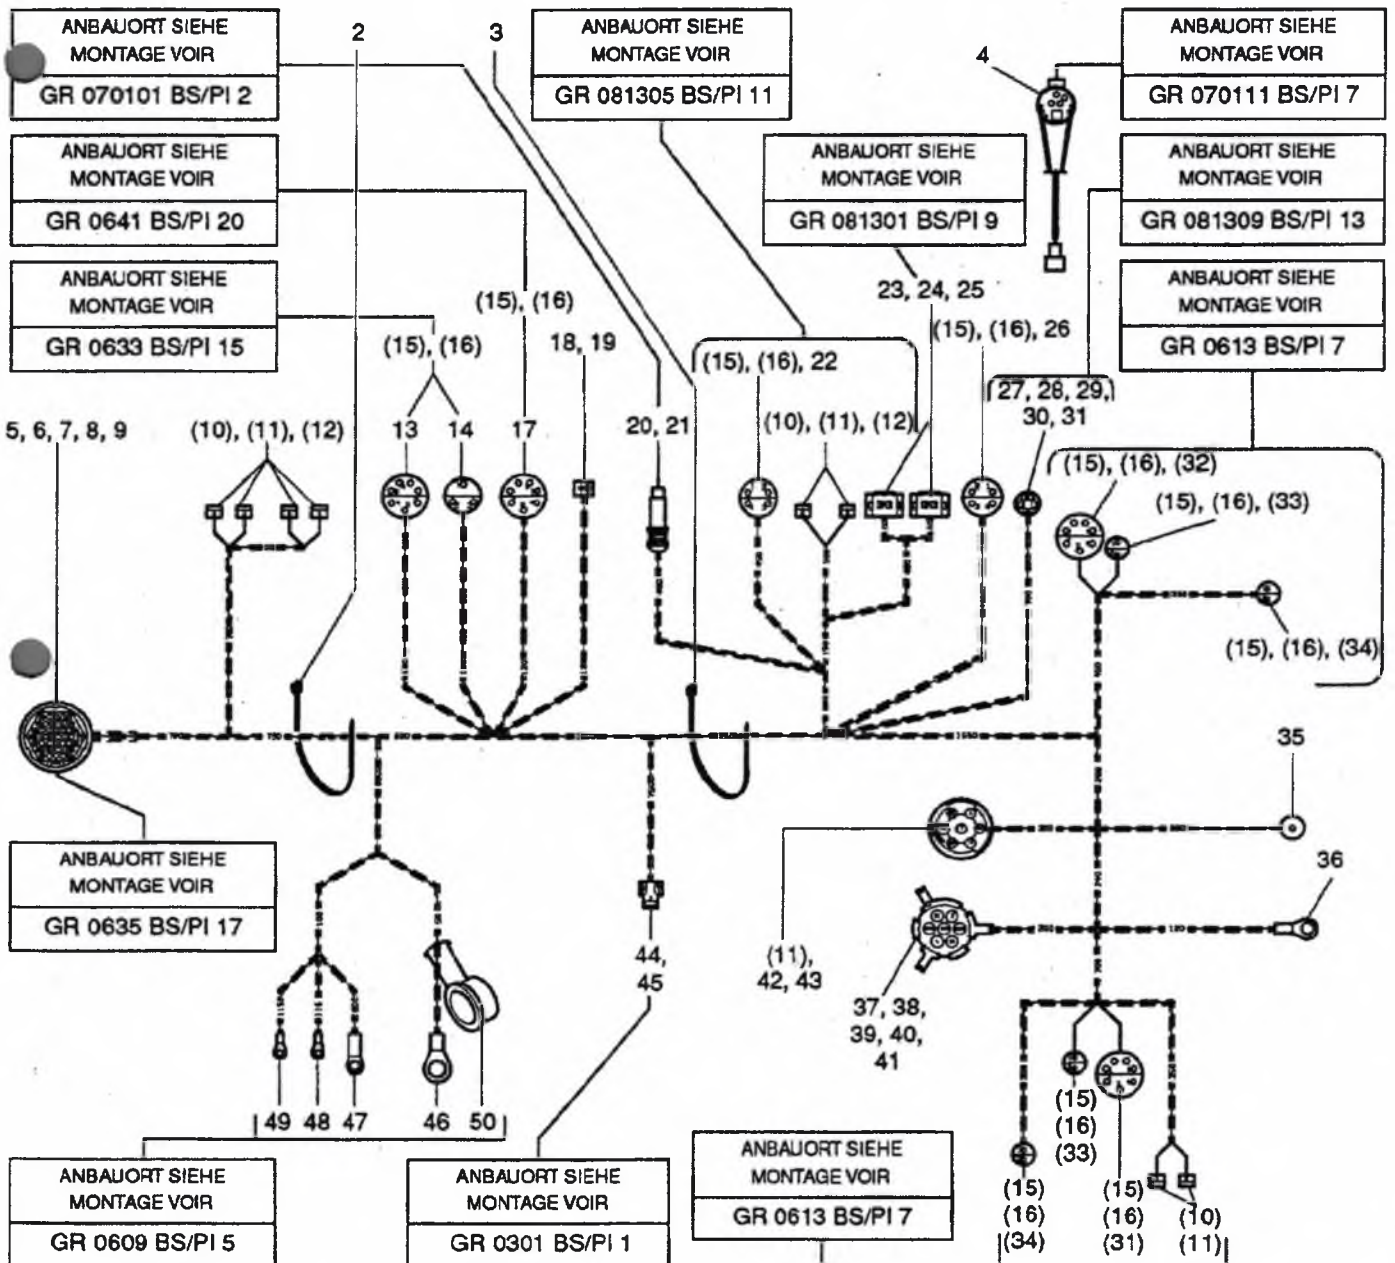 ANBAUORT SIEHE
MONTAGE VOIR
GR 070101 BS/PI 2
2
3
ANBAUORT SIEHE
MONTAGE VOIR
GR 081305 BS/PI 11
4
ANBAUORT SIEHE
MONTAGE VOIR
GR 070111 BS/PI 7
ANBAUORT SIEHE
MONTAGE VOIR
GR 0641 BS/PI 20
ANBAUORT SIEHE
MONTAGE VOIR
GR 081301 BS/PI 9
ANBAUORT SIEHE
MONTAGE VOIR
GR 081309 BS/PI 13
ANBAUORT SIEHE
MONTAGE VOIR
GR 0633 BS/PI 15
ANBAUORT SIEHE
MONTAGE VOIR
GR 0613 BS/PI 7
(15), (16)
23, 24, 25
(15), (16)
18, 19
(15), (16), 22
(15), (16), 26
27, 28, 29,
30, 31
5, 6, 7, 8, 9
(10), (11), (12)
13
14
17
20, 21
(10), (11), (12)
(15), (16), (32)
(15), (16), (33)
(15), (16), (34)
35
ANBAUORT SIEHE
MONTAGE VOIR
GR 0635 BS/PI 17
36
44,
45
(11),
42, 43
37, 38,
39, 40,
41
49
48
47
46
50
(15)
(16)
(33)
(15)
(16)
(34)
(15)
(16)
(31)
(10)
(11)
ANBAUORT SIEHE
MONTAGE VOIR
GR 0609 BS/PI 5
ANBAUORT SIEHE
MONTAGE VOIR
GR 0301 BS/PI 1
ANBAUORT SIEHE
MONTAGE VOIR
GR 0613 BS/PI 7